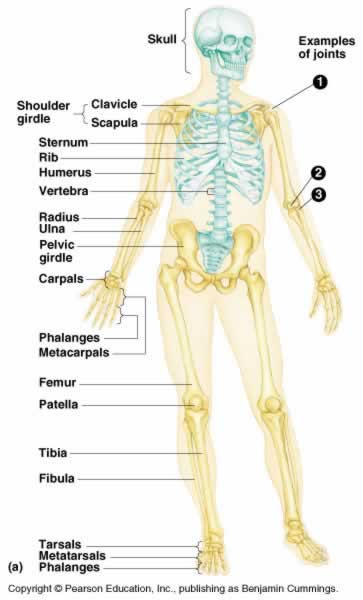 Skull
Examples
of joints
1
Shoulder
girdle
Clavicle
Scapula
Sternum
Rib
Humerus
Vertebra
2
3
Radius
Ulna
Pelvic
girdle
Carpals
Phalanges
Metacarpals
Femur
Patella
Tibia
Fibula
Tarsals
Metatarsals
(a) Phalanges
Copyright © Pearson Education, Inc., publishing as Benjamin Cummings.